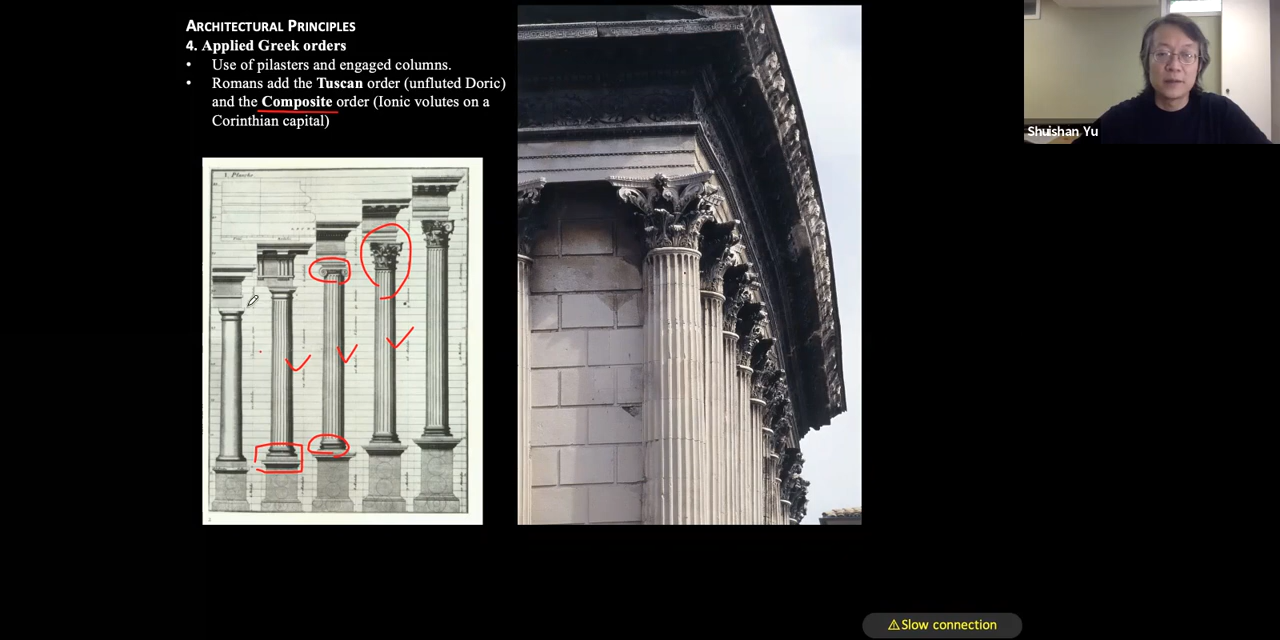 ARCHITECTURAL PRINCIPLES
4. Applied Greek orders
• Use of pilasters and engaged columns.
• Romans add the Tuscan order (unfluted Doric)
and the Composite order (Ionic volutes on a
Corinthian capital)
Shuishan Yu
⚠Slow connection